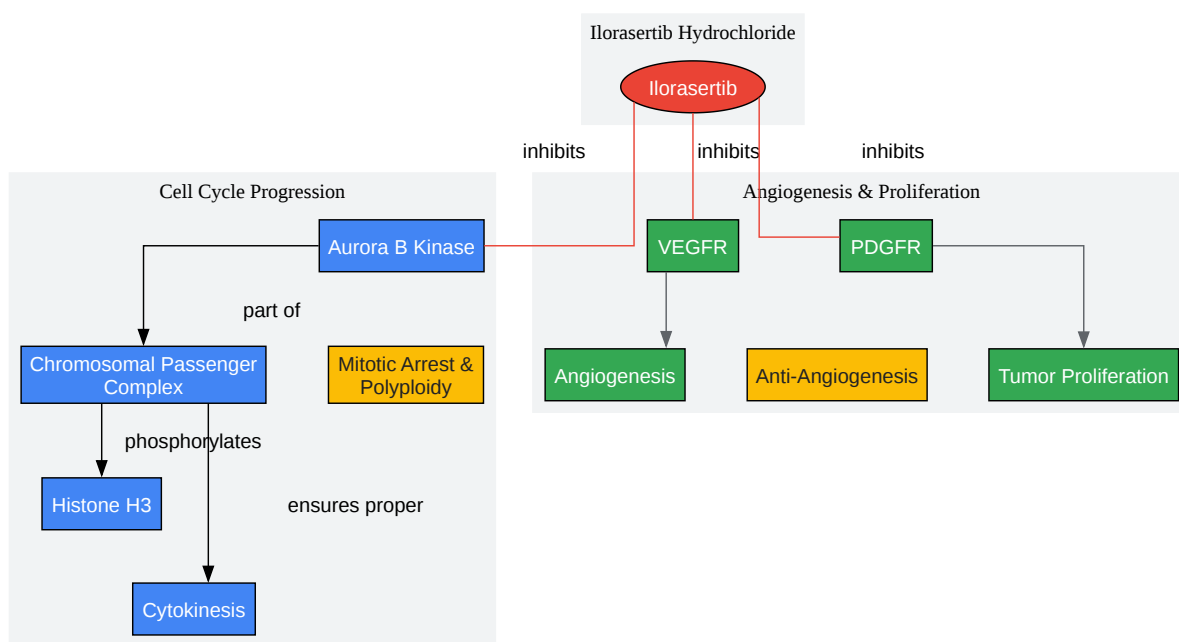 Ilorasertib Hydrochloride
Ilorasertib
inhibits
inhibits
inhibits
Cell Cycle Progression
Angiogenesis & Proliferation
Aurora B Kinase
VEGFR
PDGFR
part of
Chromosomal Passenger
Complex
Mitotic Arrest &
Polyploidy
Angiogenesis
Anti-Angiogenesis
Tumor Proliferation
phosphorylates
Histone H3
ensures proper
Cytokinesis